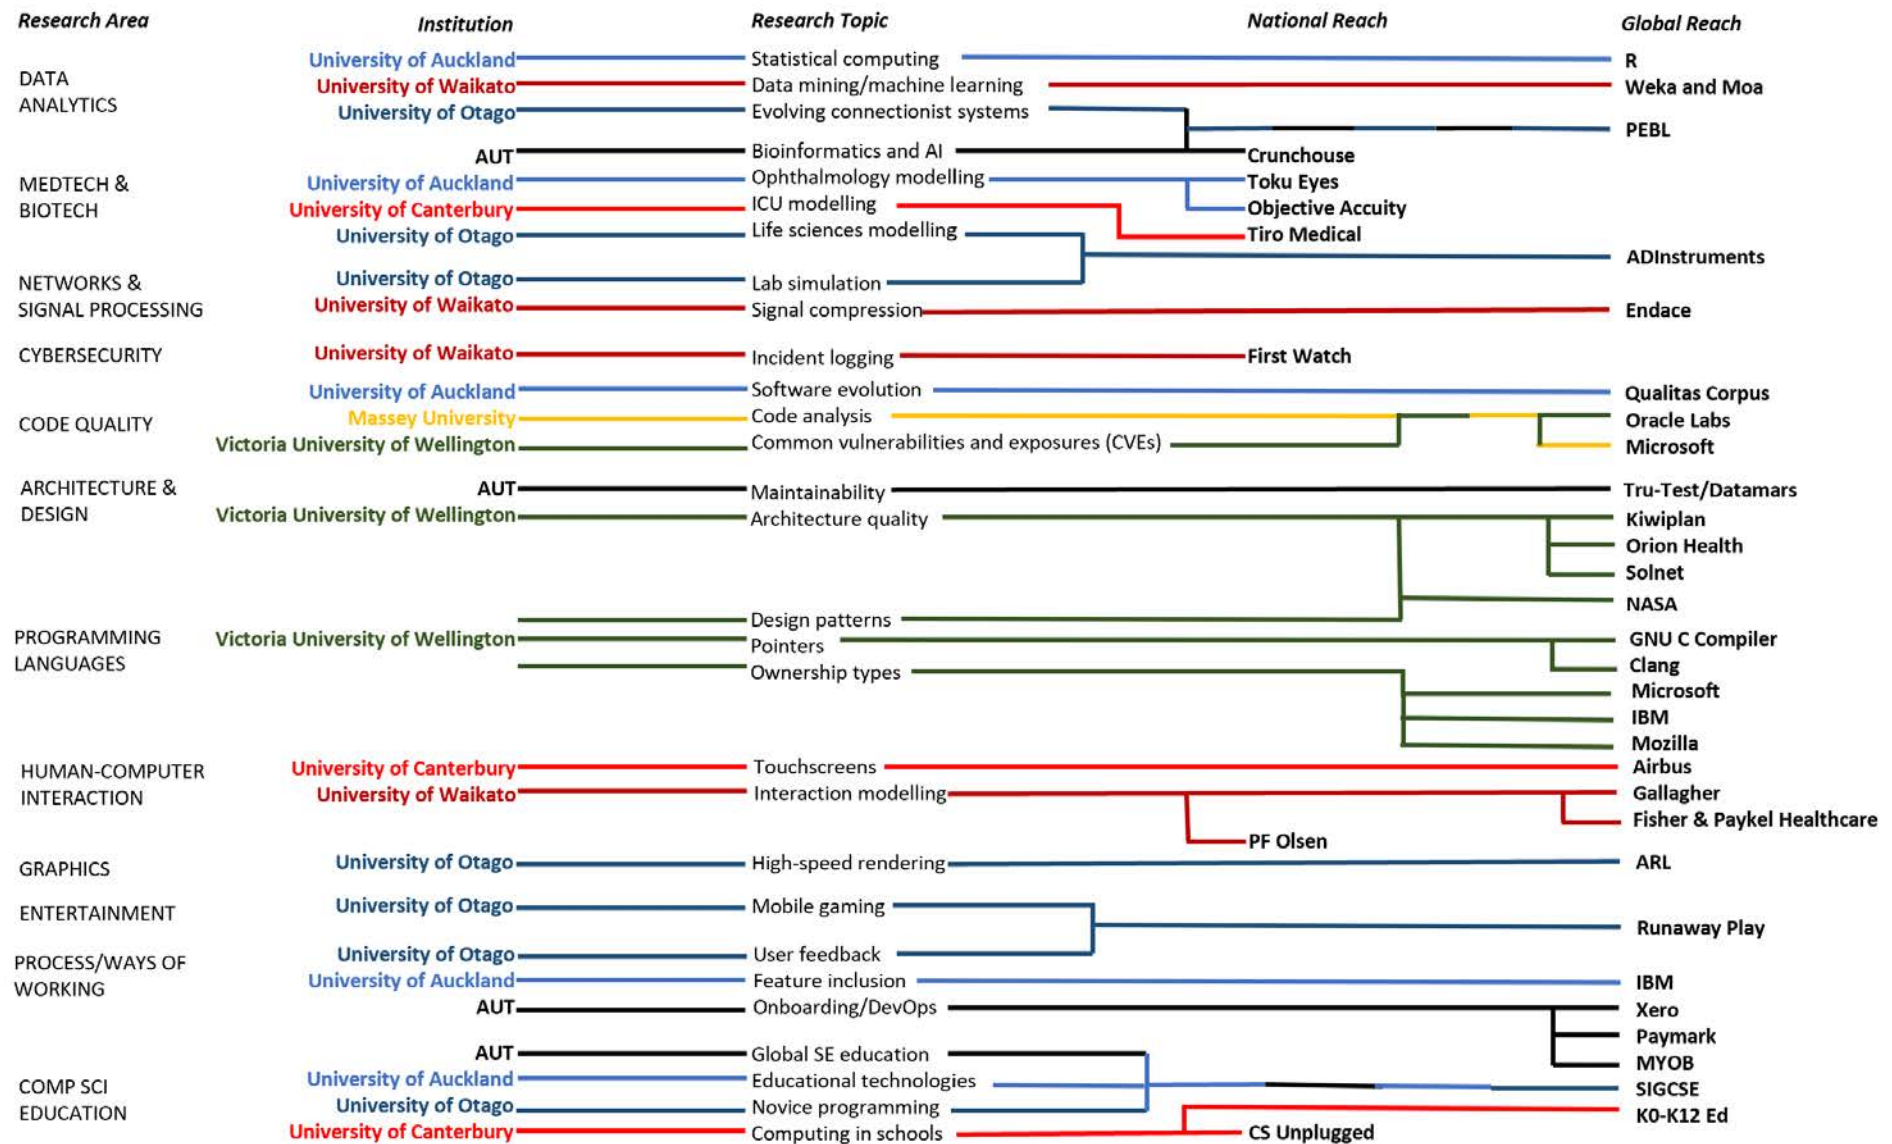 Research Area Institution Research Topic National Reach Global Reach
University of Auckland Statistical computing R
DATA
University of Waikato Data mining/machine learning Weka and Moa
ANALYTICS
University of Otago Evolving connectionist systems
PEBL
AUT Bioinformatics and AI Crunchouse
MEDTECH &
University of Auckland Ophthalmology modelling Toku Eyes
BIOTECH
University of Canterbury ICU modelling Objective Accuity
University of Otago Life sciences modelling Tiro Medical
ADInstruments
NETWORKS &
University of Otago Lab simulation
SIGNAL PROCESSING
University of Waikato Signal compression Endace
CYBERSECURITY University of Waikato Incident logging First Watch
University of Auckland Software evolution Qualitas Corpus
CODE QUALITY Massey University Code analysis Oracle Labs
Victoria University of Wellington Common vulnerabilities and exposures (CVEs) Microsoft
ARCHITECTURE &
AUT Maintainability Tru-Test/Datamars
DESIGN
Victoria University of Wellington Architecture quality Kiwiplan
Orion Health
Solnet
NASA
Design patterns
PROGRAMMING
LANGUAGES
Victoria University of Wellington Pointers GNU C Compiler
Clang
Ownership types
Microsoft
IBM
Mozilla
HUMAN-COMPUTER
INTERACTION
University of Canterbury Touchscreens Airbus
University of Waikato Interaction modelling Gallagher
Fisher & Paykel Healthcare
PF Olsen
GRAPHICS University of Otago High-speed rendering ARL
ENTERTAINMENT University of Otago Mobile gaming
Runaway Play
PROCESS/WAYS OF
WORKING
University of Otago User feedback
University of Auckland Feature inclusion IBM
AUT Onboarding/DevOps Xero
Paymark
AUT Global SE education MYOB
COMP SCI
EDUCATION
University of Auckland Educational technologies SIGCSE
University of Otago Novice programming K0-K12 Ed
University of Canterbury Computing in schools CS Unplugged